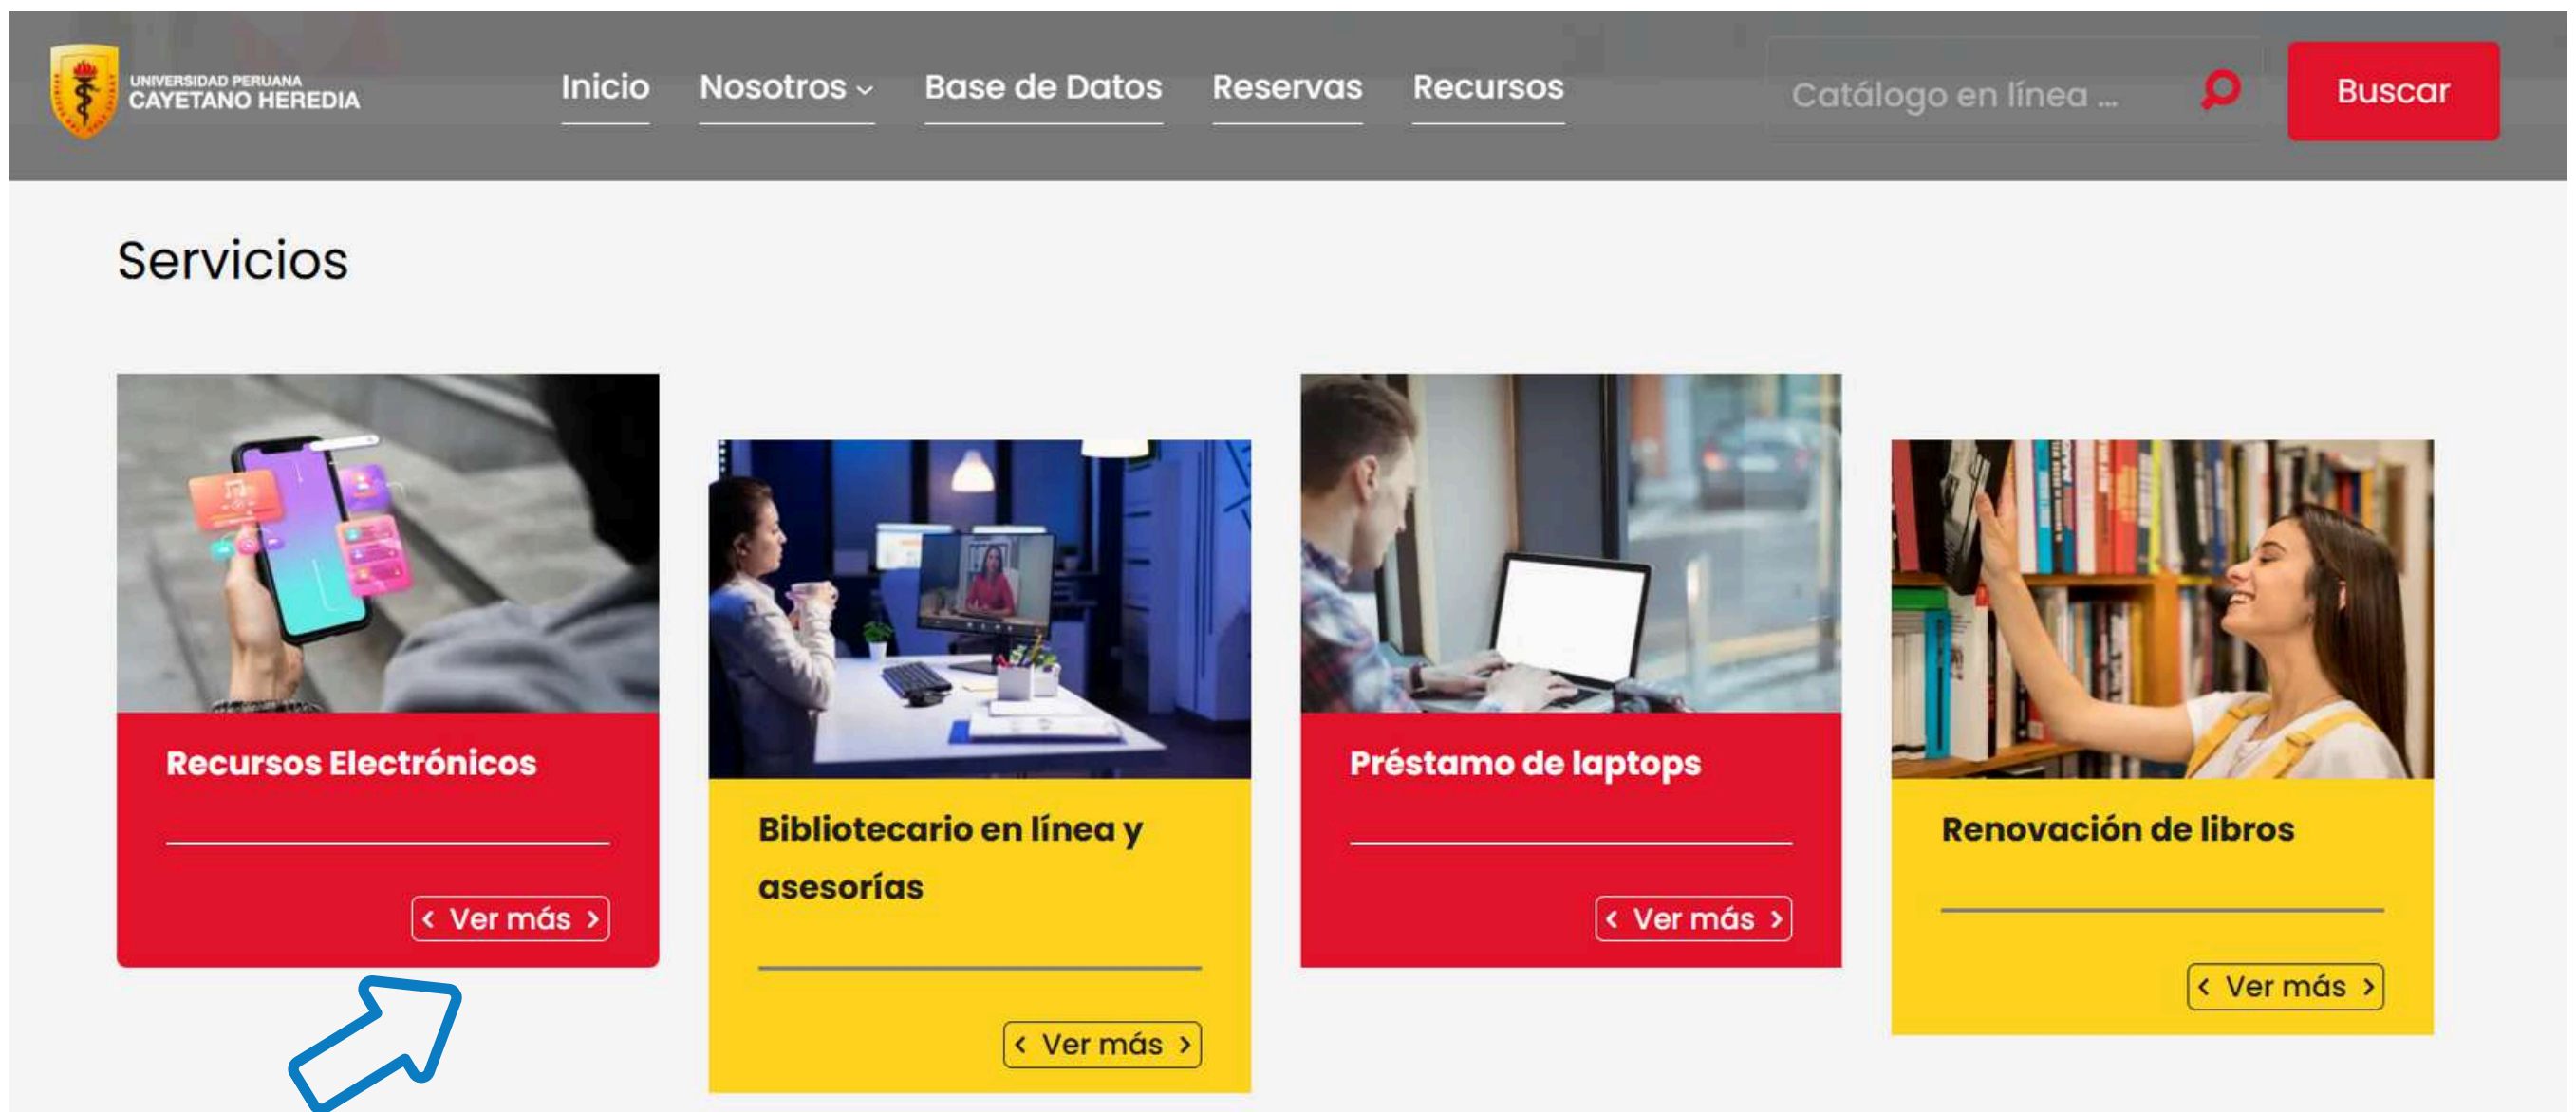 UNIVERSIDAD PERUANA
CAYETANO HEREDIA
Inicio
Nosotros
Base de Datos
Reservas
Recursos
Catálogo en línea ...
Buscar
Servicios
Recursos Electrónicos
< Ver más >
Bibliotecario en línea y
asesorías
< Ver más >
Préstamo de laptops
< Ver más >
Renovación de libros
< Ver más >